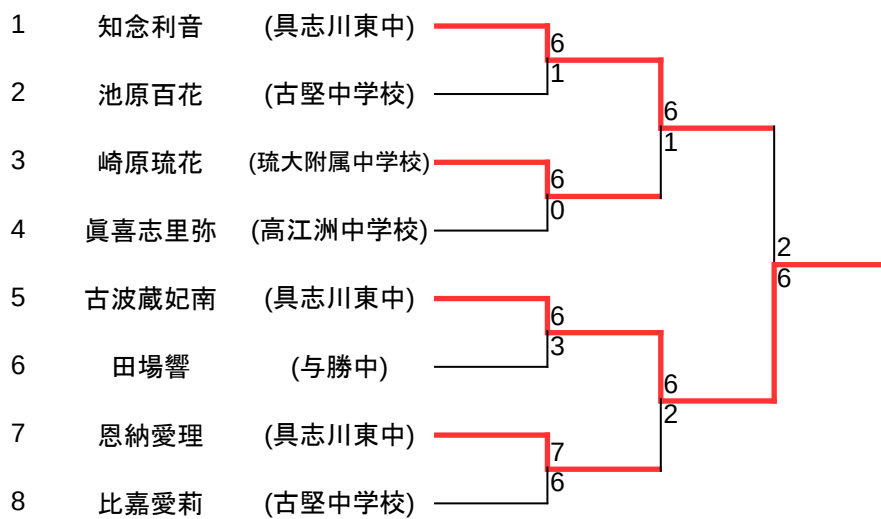 1 知念利音 (具志川東中)
6
1
2 池原百花 (古堅中学校)
6
1
3 崎原琉花 (琉大附属中学校)
6
0
4 眞喜志里弥 (高江洲中学校)
2
6
5 古波蔵妃南 (具志川東中)
6
3
6 田場響 (与勝中)
6
2
7 恩納愛理 (具志川東中)
7
6
8 比嘉愛莉 (古堅中学校)